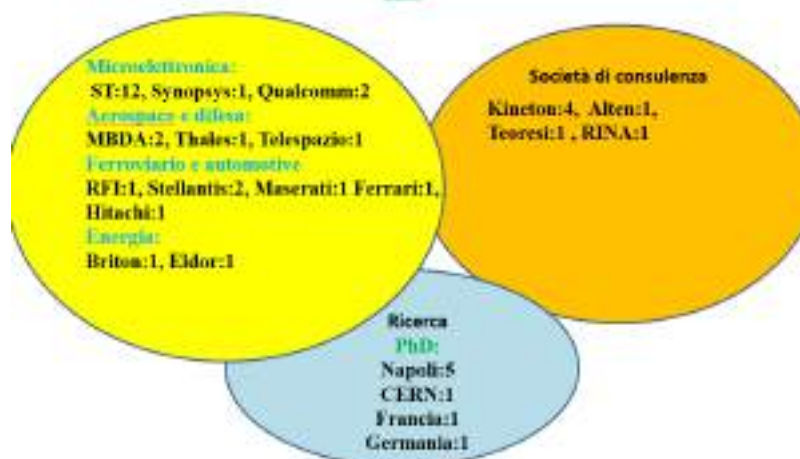 Microelettronica:
ST:12, Synopsys:1, Qualcomm:2
Aerospace e difesa:
MBDA:2, Thales:1, Telespazio:1
Ferroviario e automotive
RFI:1, Stellantis:2, Maserati:1 Ferrari:1,
Hitachi:1
Energia:
Briton:1, Eldor:1
Società di consulenza
Kineton:4, Alten:1,
Teoresi:1 , RINA:1
Ricerca
PhD:
Napoli:5
CERN:1
Francia:1
Germania:1